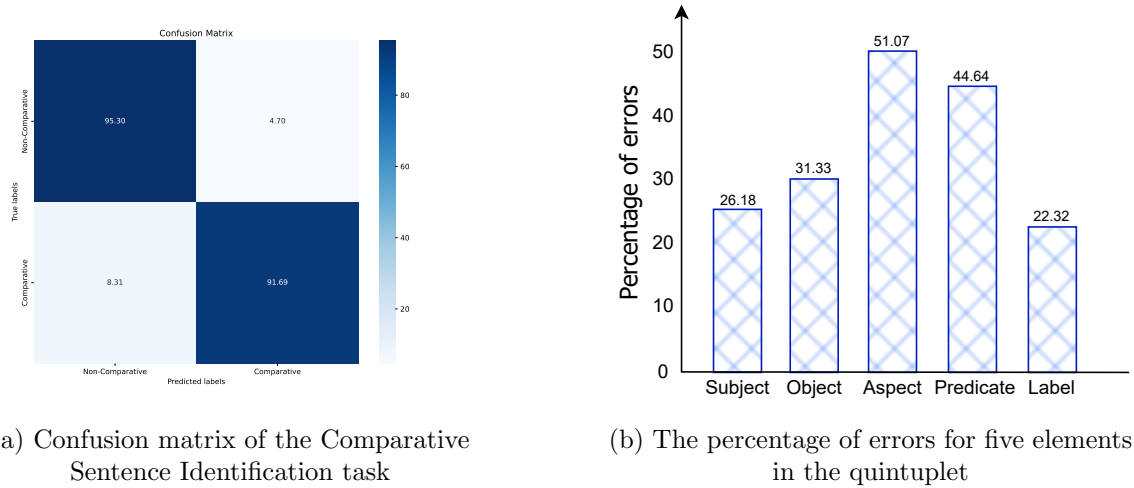 Confusion Matrix
Non-Comparative
Comparative
True labels
95.30
4.70
8.31
91.69
Non-Comparative
Comparative
Predicted labels
80
60
40
20
a) Confusion matrix of the Comparative
Sentence Identification task
Percentage of errors
50
40
30
20
10
0
26.18
31.33
51.07
44.64
22.32
Subject
Object
Aspect
Predicate
Label
(b) The percentage of errors for five elements
in the quintuplet